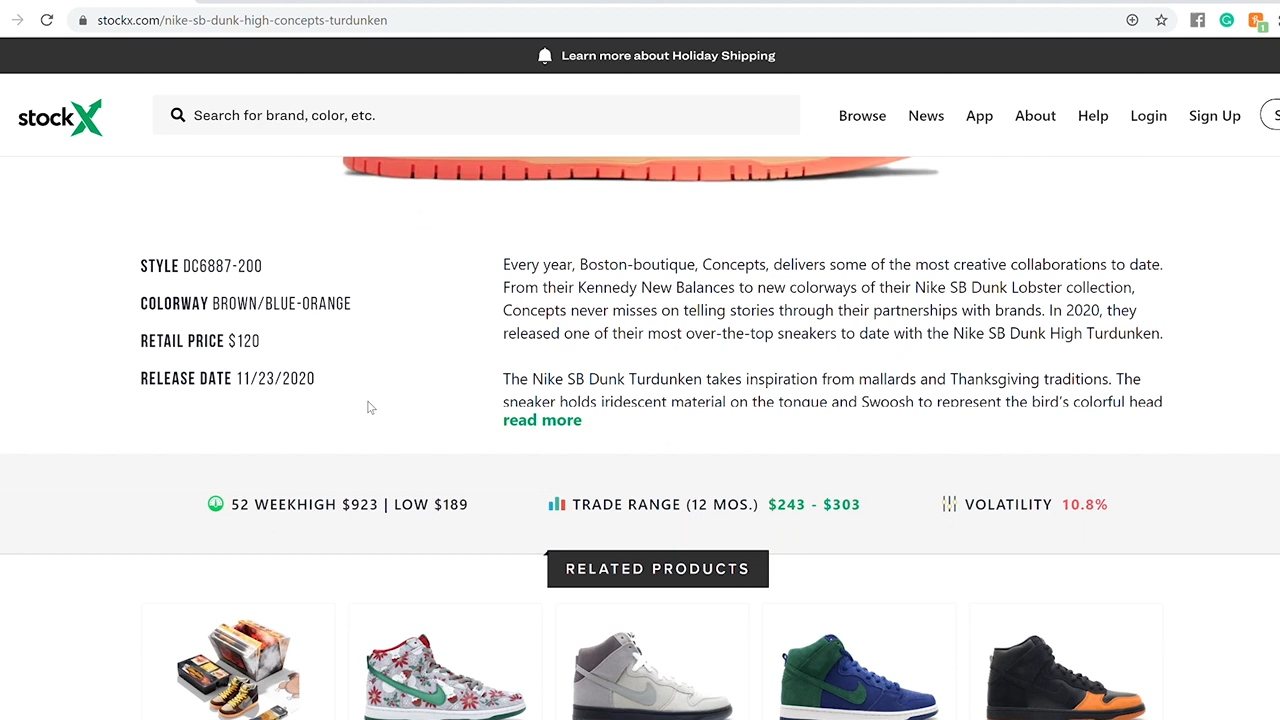 stockx.com/nike-sb-dunk-high-concepts-turdunken
Learn more about Holiday Shipping
stockX
Search for brand, color, etc.
Browse News App About Help Login Sign Up
STYLE DC6887-200
COLORWAY BROWN/BLUE-ORANGE
RETAIL PRICE $120
RELEASE DATE 11/23/2020
Every year, Boston-boutique, Concepts, delivers some of the most creative collaborations to date.
From their Kennedy New Balances to new colorways of their Nike SB Dunk Lobster collection,
Concepts never misses on telling stories through their partnerships with brands. In 2020, they
released one of their most over-the-top sneakers to date with the Nike SB Dunk High Turdunken.
The Nike SB Dunk Turdunken takes inspiration from mallards and Thanksgiving traditions. The
sneaker holds iridescent material on the tongue and Swoosh to represent the bird's colorful head
read more
52 WEEKHIGH $923 | LOW $189
TRADE RANGE (12 MOS.) $243 - $303
VOLATILITY 10.8%
RELATED PRODUCTS